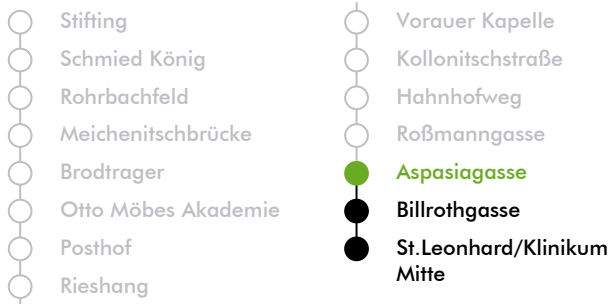 Stifting
Schmied König
Rohrbachfeld
Meichenitschbrücke
Brodtrager
Otto Möbes Akademie
Posthof
Rieshang
Vorauer Kapelle
Kollonitschstraße
Hahnhofweg
Roßmanngasse
Aspasiagasse
Billrothgasse
St.Leonhard/Klinikum
Mitte